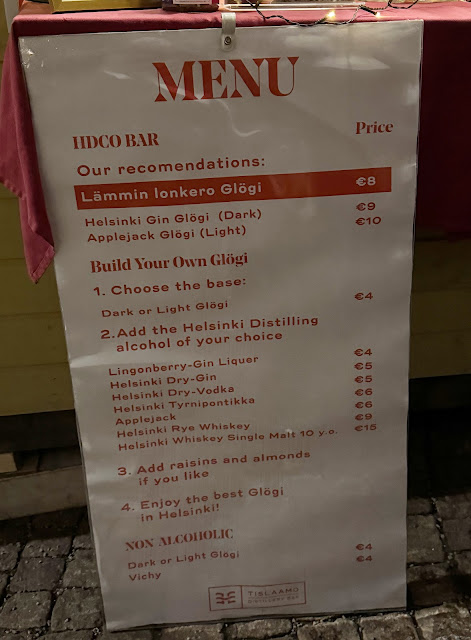 MENU
HDCO BAR Price
Our recomendations:
Lämmin lonkero Glögi €8
Helsinki Gin Glögi (Dark) €9
Applejack Glögi (Light) €10
Build Your Own Glögi
1. Choose the base:
Dark or Light Glögi €4
2. Add the Helsinki Distilling
alcohol of your choice
Lingonberry-Gin Liquer €4
Helsinki Dry-Gin €5
Helsinki Dry-Vodka €5
Helsinki Tyrnipontikka €6
Applejack €6
Helsinki Rye Whiskey €9
Helsinki Whiskey Single Malt 10 y.o. €15
3. Add raisins and almonds
if you like
4. Enjoy the best Glögi
in Helsinki!
NON ALCOHOLIC
Dark or Light Glögi €4
Vichy €4
TISLAAMO
DISTILLERY BAR